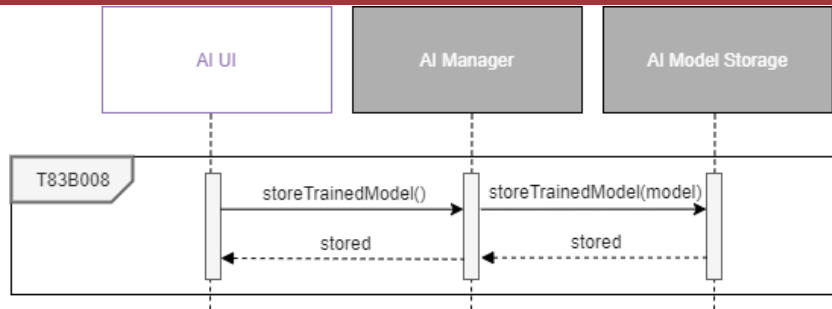 AI UI
AI Manager
AI Model Storage
T83B008
storeTrainedModel()
storeTrainedModel(model)
stored
stored